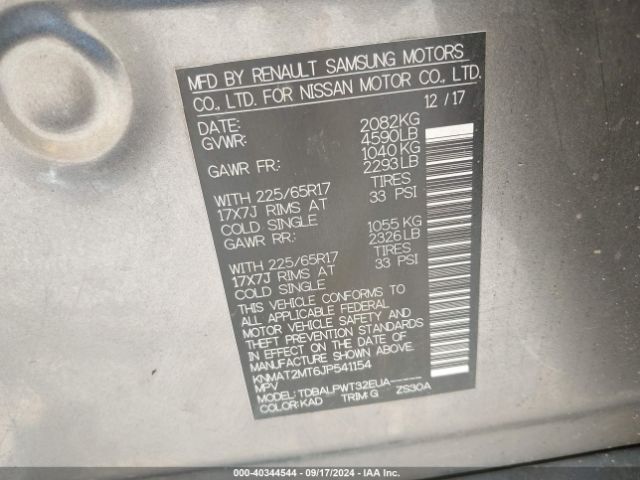 MFD BY RENAULT SAMSUNG MOTORS
CO., LTD. FOR NISSAN MOTOR CO., LTD.
DATE: 12/17
GVWR: 2082KG
4590LB
GAWR FR: 1040 KG
2293LB
WITH 225/65R17 TIRES
17X7J RIMS AT 33 PSI
COLD SINGLE
GAWR RR: 1055 KG
2326LB
WITH 225/65R17 TIRES
17X7J RIMS AT 33 PSI
COLD SINGLE
THIS VEHICLE CONFORMS TO
ALL APPLICABLE FEDERAL
MOTOR VEHICLE SAFETY AND
THEFT PREVENTION STANDARDS
IN EFFECT ON THE DATE OF
MANUFACTURE SHOWN ABOVE.
KNMAT2MT6JP541154
MPV
MODEL: TDBALPWT32EUA-----
COLOR: KAD TRIM: G ZS30A
000-40344544 / 09/17/2024 - IAA Inc.